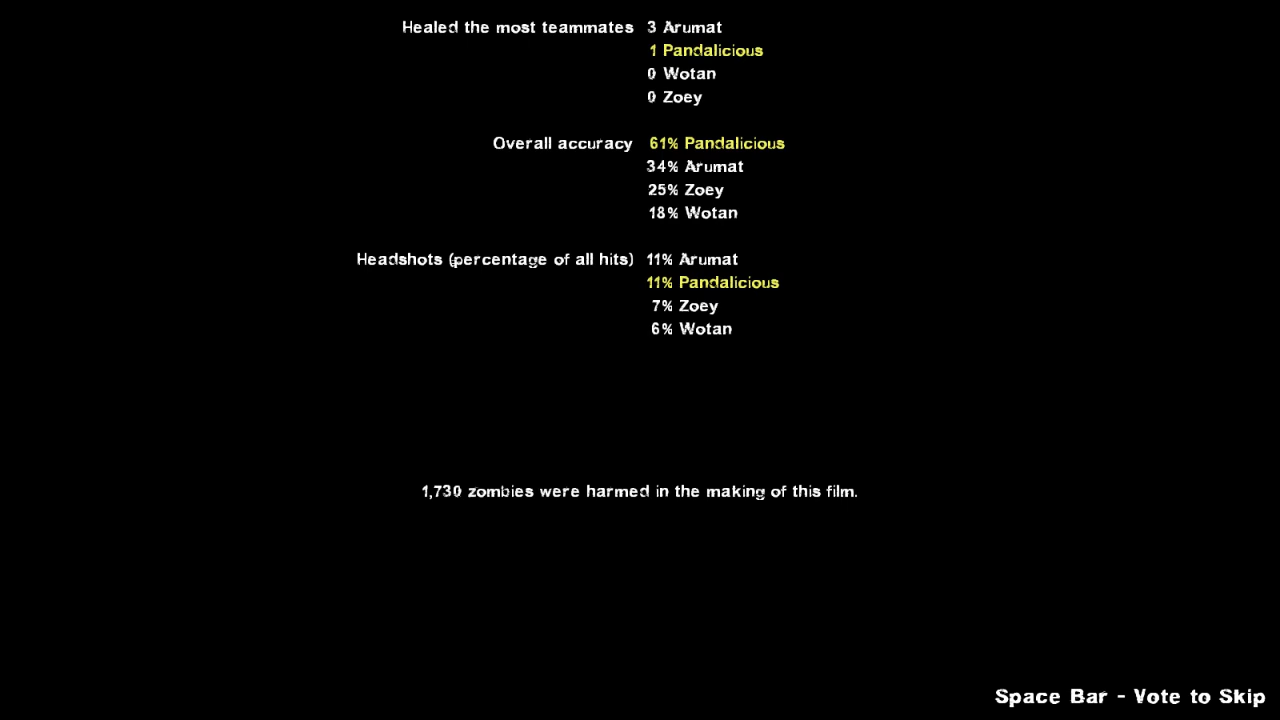 Healed the most teammates 3 Arumat
1 Pandalicious
0 Wotan
0 Zoey
Overall accuracy 61% Pandalicious
34% Arumat
25% Zoey
18% Wotan
Headshots (percentage of all hits) 11% Arumat
11% Pandalicious
7% Zoey
6% Wotan
1,730 zombies were harmed in the making of this film.
Space Bar - Vote to Skip